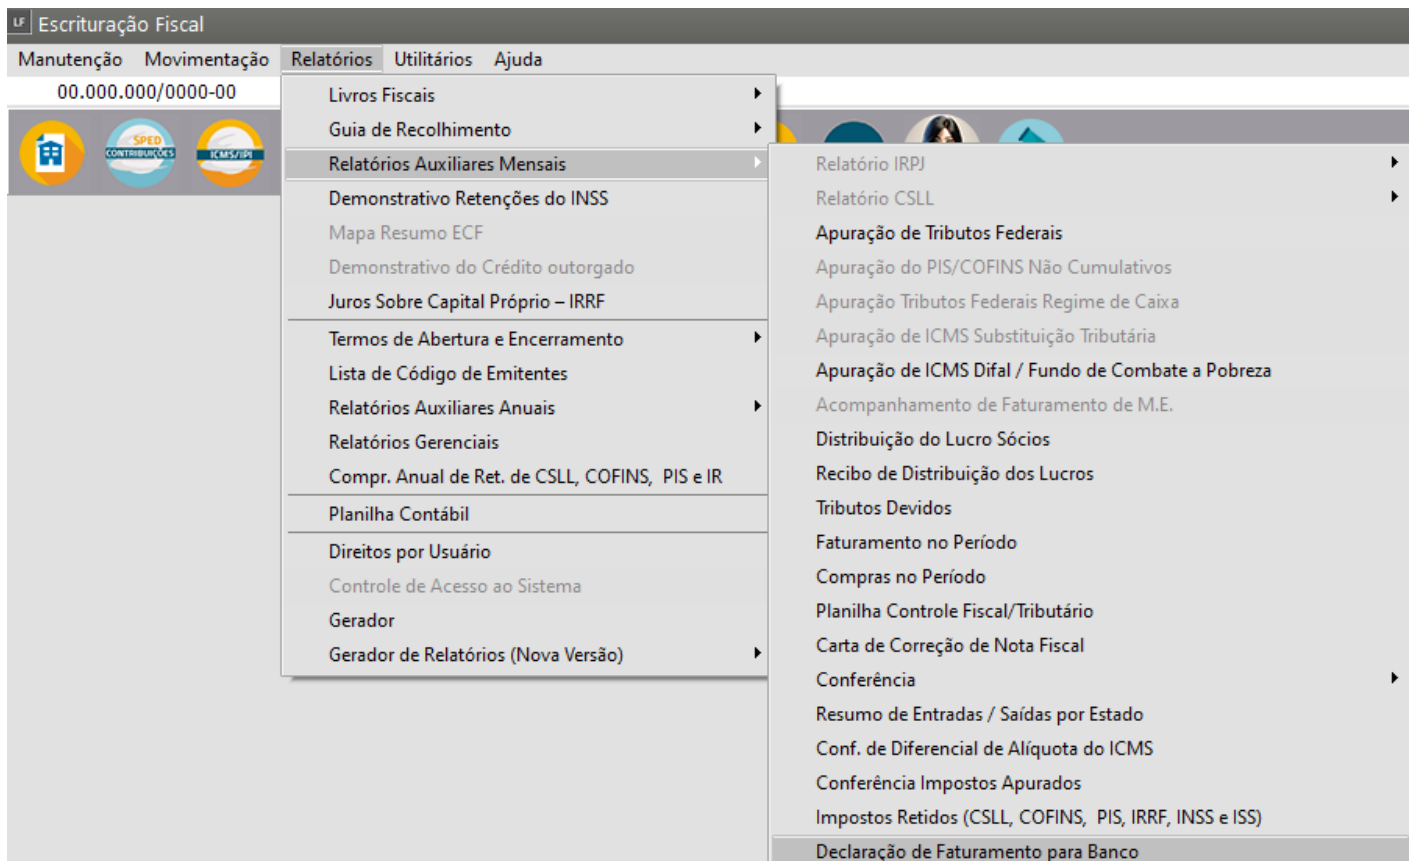 LF Escrituração Fiscal
Manutenção Movimentação Relatórios Utilitários Ajuda
00.000.000/0000-00
SPED
CONTRIBUIÇÕES
ICMS/IPI
Livros Fiscais
Guia de Recolhimento
Relatórios Auxiliares Mensais
Demonstrativo Retenções do INSS
Mapa Resumo ECF
Demonstrativo do Crédito outorgado
Juros Sobre Capital Próprio – IRRF
Termos de Abertura e Encerramento
Lista de Código de Emitentes
Relatórios Auxiliares Anuais
Relatórios Gerenciais
Compr. Anual de Ret. de CSLL, COFINS, PIS e IR
Planilha Contábil
Direitos por Usuário
Controle de Acesso ao Sistema
Gerador
Gerador de Relatórios (Nova Versão)
Relatório IRPJ
Relatório CSLL
Apuração de Tributos Federais
Apuração do PIS/COFINS Não Cumulativos
Apuração Tributos Federais Regime de Caixa
Apuração de ICMS Substituição Tributária
Apuração de ICMS Difal / Fundo de Combate a Pobreza
Acompanhamento de Faturamento de M.E.
Distribuição do Lucro Sócios
Recibo de Distribuição dos Lucros
Tributos Devidos
Faturamento no Período
Compras no Período
Planilha Controle Fiscal/Tributário
Carta de Correção de Nota Fiscal
Conferência
Resumo de Entradas / Saídas por Estado
Conf. de Diferencial de Alíquota do ICMS
Conferência Impostos Apurados
Impostos Retidos (CSLL, COFINS, PIS, IRRF, INSS e ISS)
Declaração de Faturamento para Banco